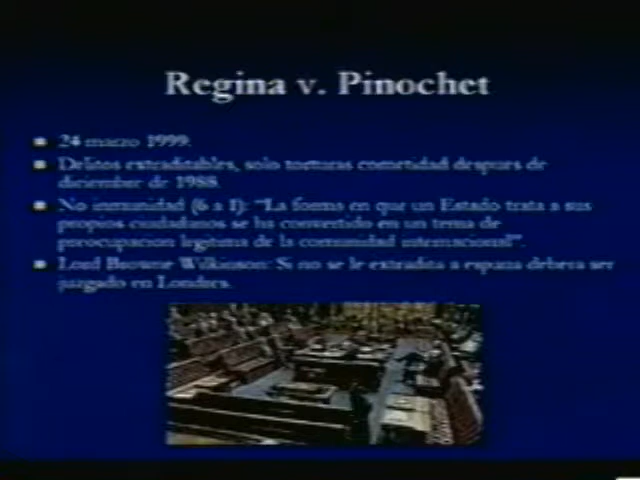 Regina v. Pinochet
24 marzo 1999.
Delitos extraditables, solo torturas cometidad despues de
diciembre de 1988.
No inmunidad (6 a 1): "La forma en que un Estado trata a sus
propios ciudadanos se ha convertido en un tema de
preocupacion legitima de la comunidad internacional".
Lord Browne Wilkinson: Si no se le extradita a espana debera ser
juzgado en Londres.